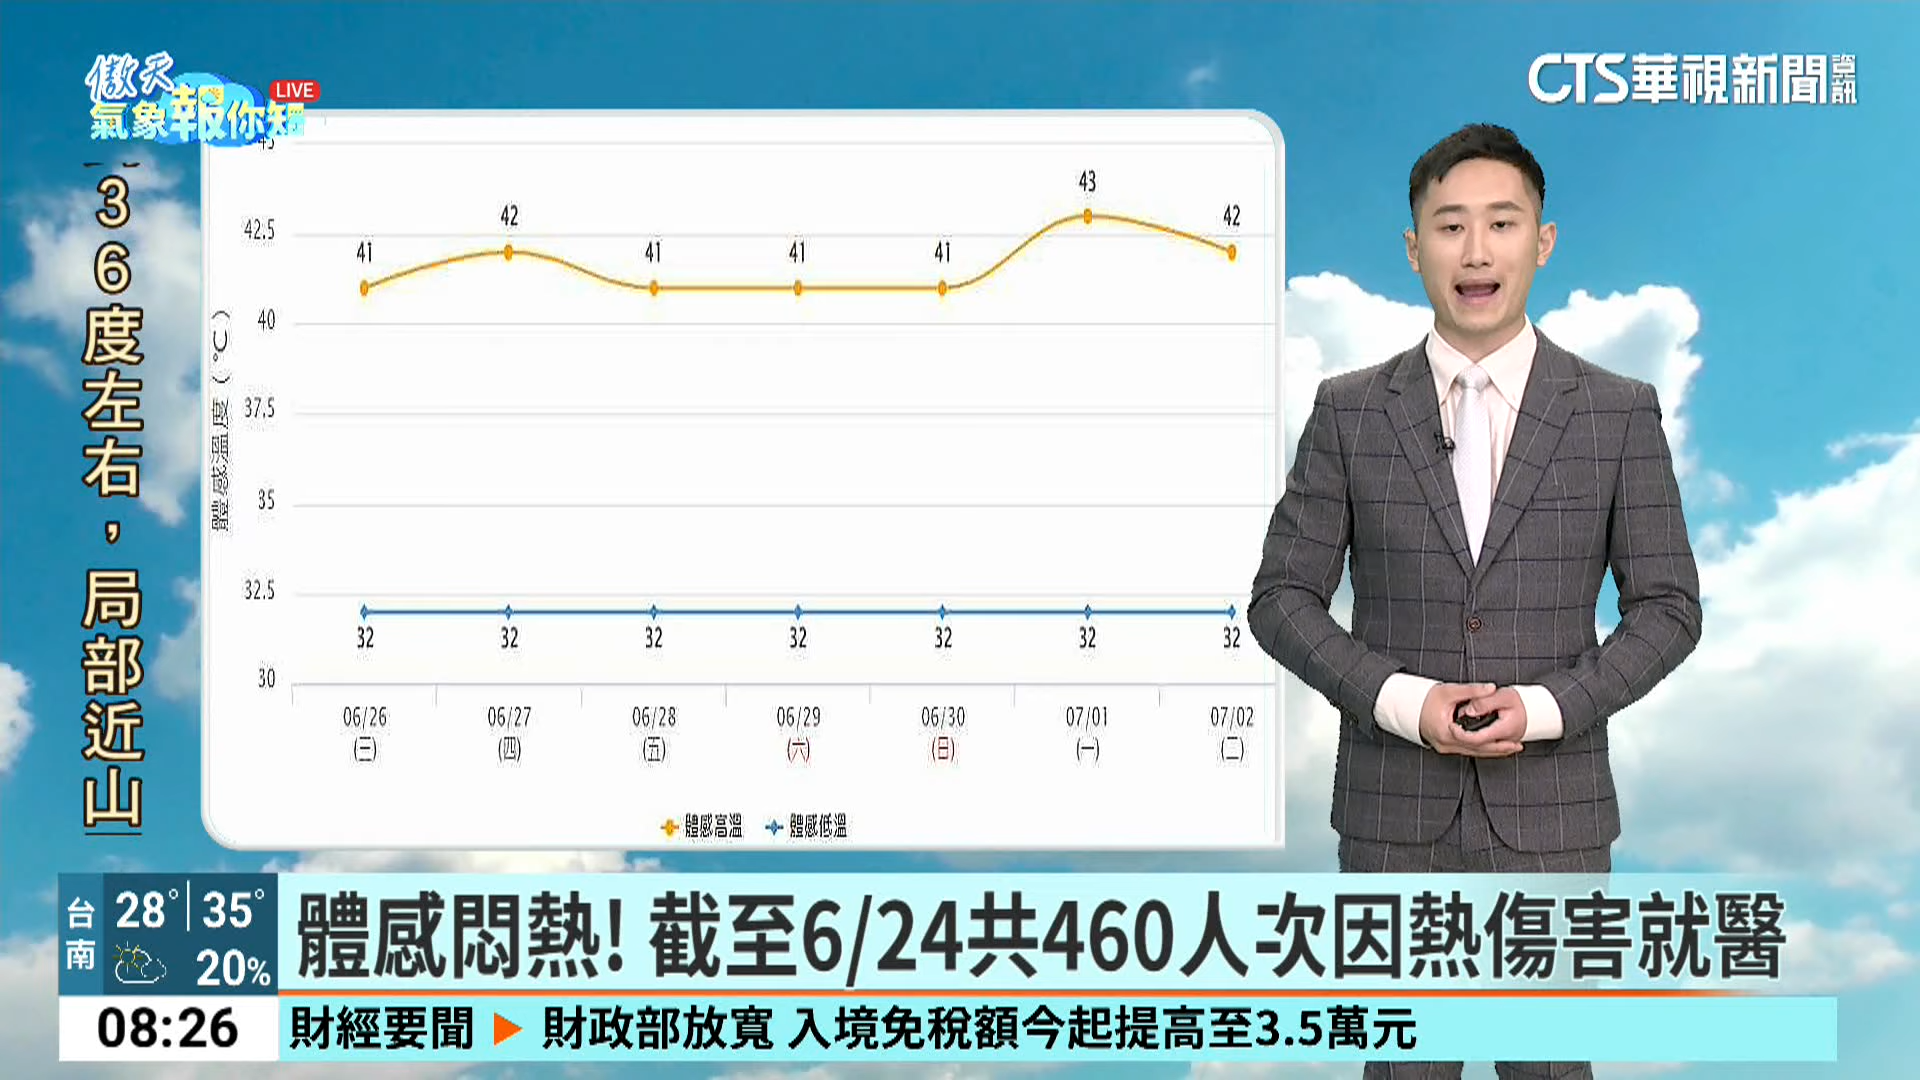 傲天
氣象報你知
LIVE
CTS華視新聞資訊
36度左右，局部近山
45
42.5
40
37.5
35
32.5
30
體感溫度（℃）
41
42
41
41
41
43
42
32
32
32
32
32
32
32
06/26
(三)
06/27
(四)
06/28
(五)
06/29
(六)
06/30
(日)
07/01
(一)
07/02
(二)
體感高溫
體感低溫
台南
28° 35°
20%
體感悶熱! 截至6/24共460人次因熱傷害就醫
08:26
財經要聞 ▶ 財政部放寬 入境免稅額今起提高至3.5萬元